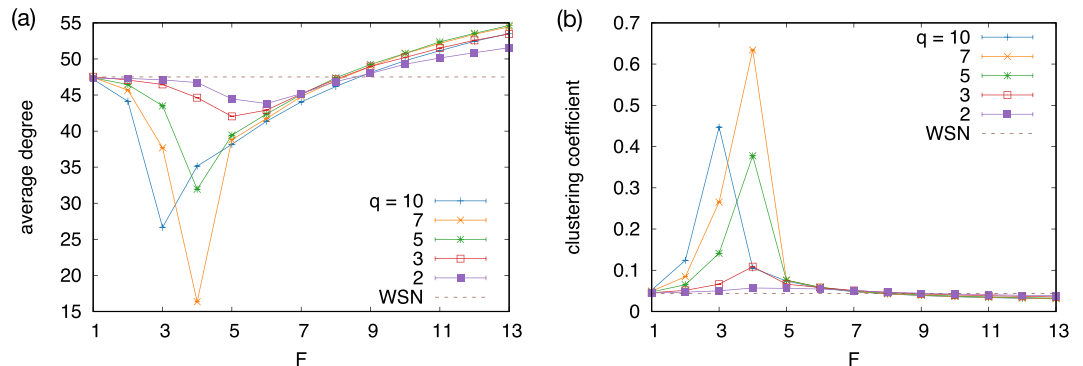 (a)
average degree
55
50
45
40
35
30
25
20
15
1 3 5 7 9 11 13
F
q = 10
7
5
3
2
WSN
(b)
clustering coefficient
0.7
0.6
0.5
0.4
0.3
0.2
0.1
0
1 3 5 7 9 11 13
F
q = 10
7
5
3
2
WSN